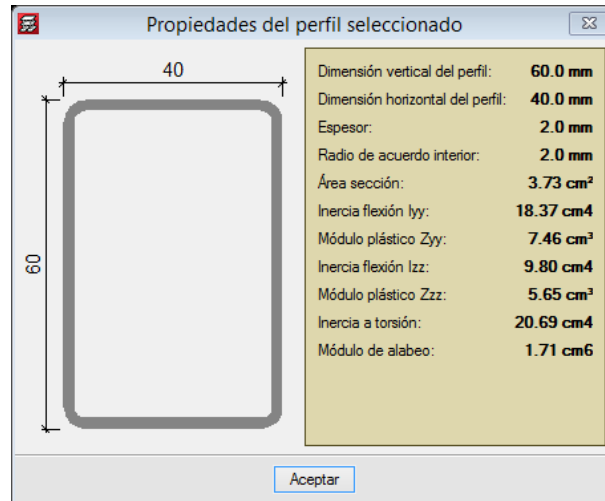 Propiedades del perfil seleccionado
40
60
Dimensión vertical del perfil: 60.0 mm
Dimensión horizontal del perfil: 40.0 mm
Espesor: 2.0 mm
Radio de acuerdo interior: 2.0 mm
Área sección: 3.73 cm²
Inercia flexión Iyy: 18.37 cm4
Módulo plástico Zyy: 7.46 cm³
Inercia flexión Izz: 9.80 cm4
Módulo plástico Zzz: 5.65 cm³
Inercia a torsión: 20.69 cm4
Módulo de alabeo: 1.71 cm6
Aceptar